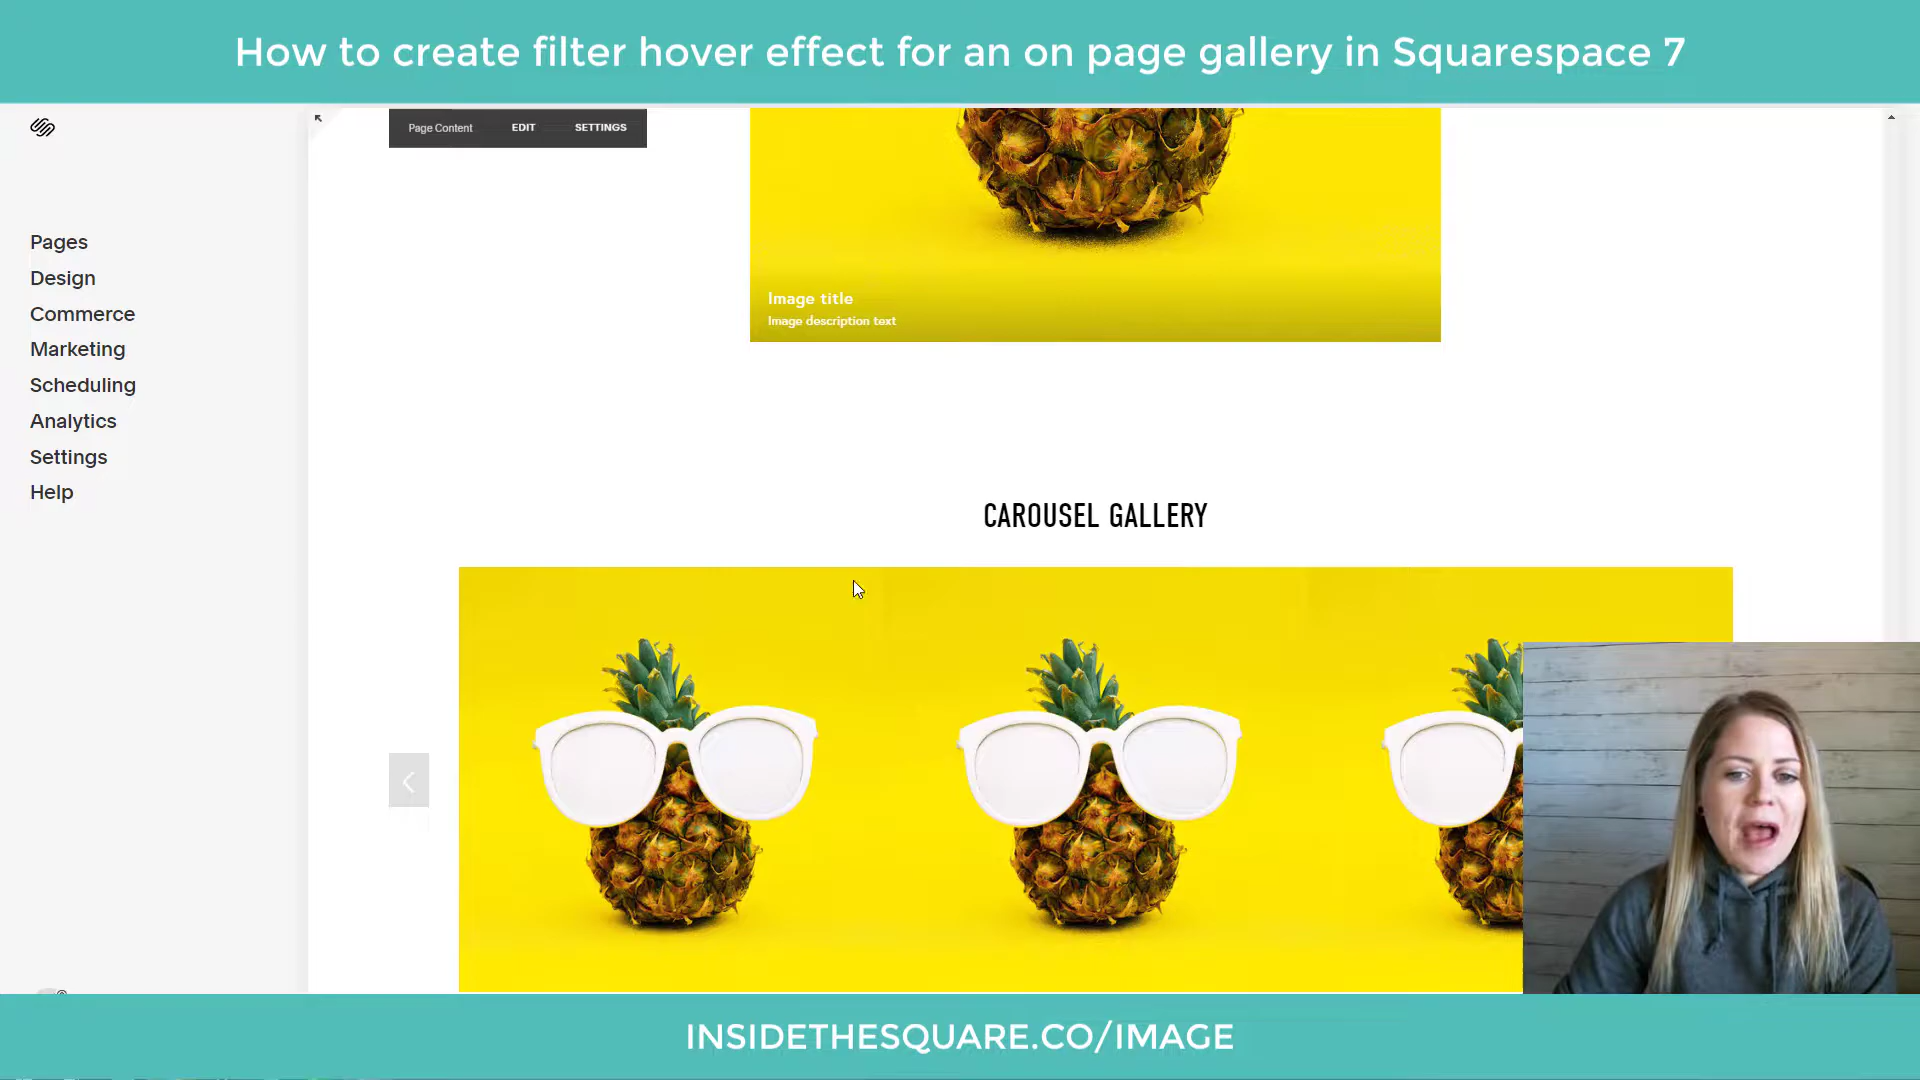 How to create filter hover effect for an on page gallery in Squarespace 7
Page Content EDIT SETTINGS
Pages
Design
Commerce
Marketing
Scheduling
Analytics
Settings
Help
Image title
Image description text
CAROUSEL GALLERY
INSIDETHESQUARE.CO/IMAGE